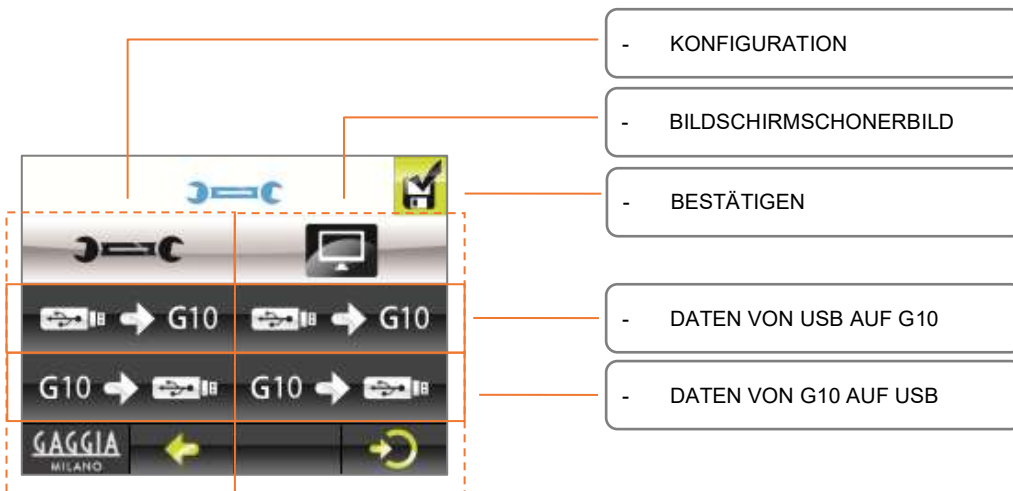 - KONFIGURATION
- BILDSCHIRMSCHONERBILD
- BESTÄTIGEN
G10 G10
- DATEN VON USB AUF G10
G10 G10
- DATEN VON G10 AUF USB
GAGGIA
MILANO